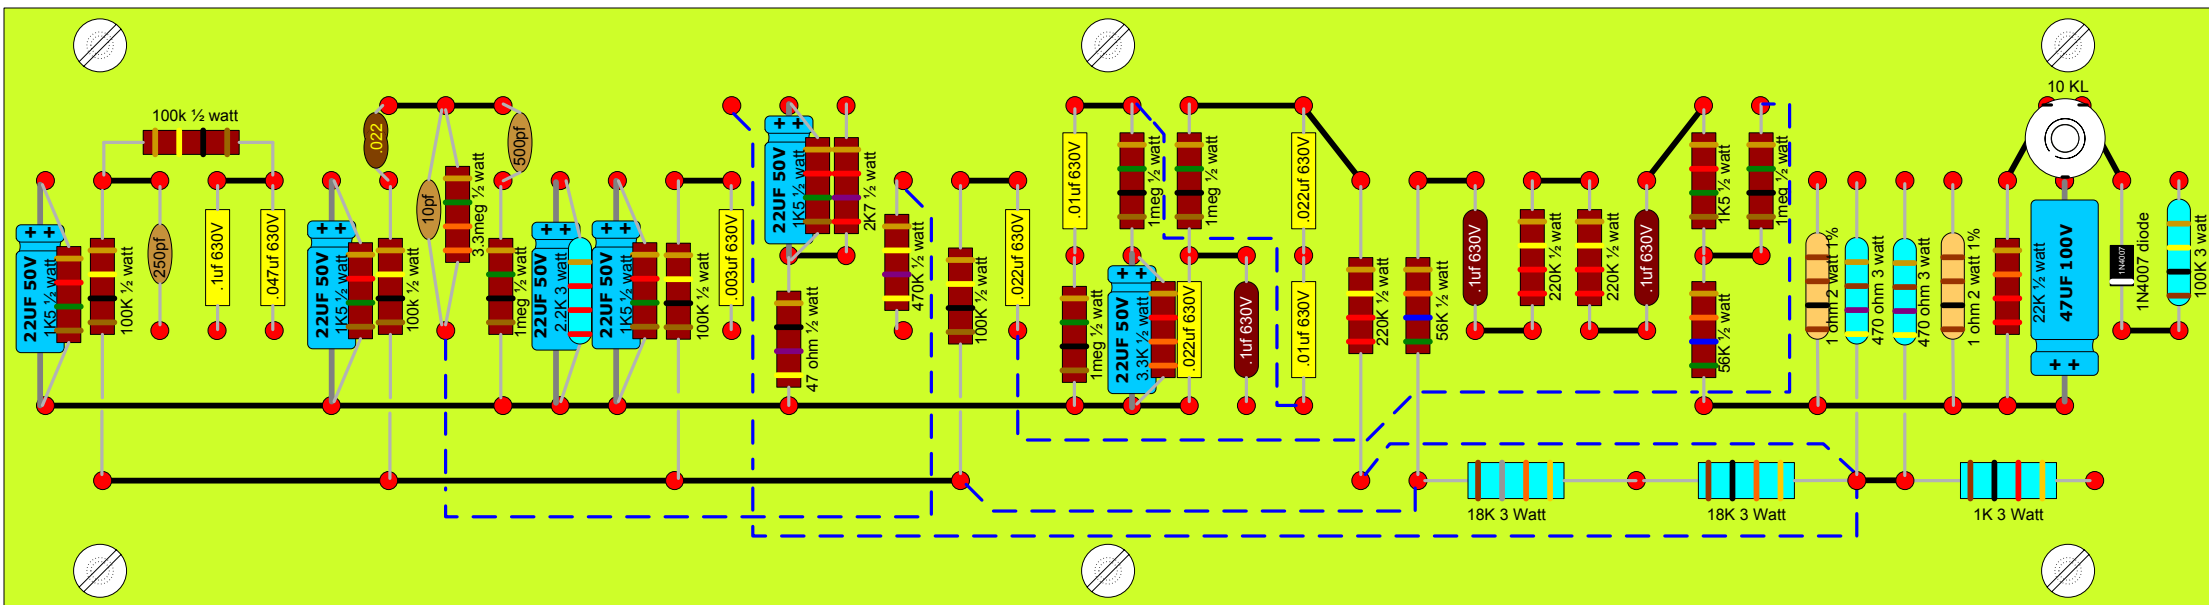 100k ½ watt
22UF 50V
1K5 ½ watt
100K ½ watt
250pf
.1uf 630V
.047uf 630V
22UF 50V
1K5 ½ watt
.022
100k ½ watt
10pf
3.3meg ½ watt
500pf
1meg ½ watt
22UF 50V
2.2K 3 watt
22UF 50V
1K5 ½ watt
100K ½ watt
.003uf 630V
22UF 50V
1K5 ½ watt
2K7 ½ watt
47 ohm ½ watt
470K ½ watt
100K ½ watt
.022uf 630V
.01uf 630V
1meg ½ watt
1meg ½ watt
1meg ½ watt
22UF 50V
3.3K ½ watt
.022uf 630V
.1uf 630V
.022uf 630V
.01uf 630V
220K ½ watt
56K ½ watt
.1uf 630V
220K ½ watt
220K ½ watt
.1uf 630V
1K5 ½ watt
1meg ½ watt
56K ½ watt
1 ohm 2 watt 1%
470 ohm 3 watt
470 ohm 3 watt
1 ohm 2 watt 1%
22K ½ watt
10 KL
47UF 100V
1N4007
1N4007 diode
100K 3 watt
18K 3 Watt
18K 3 Watt
1K 3 Watt